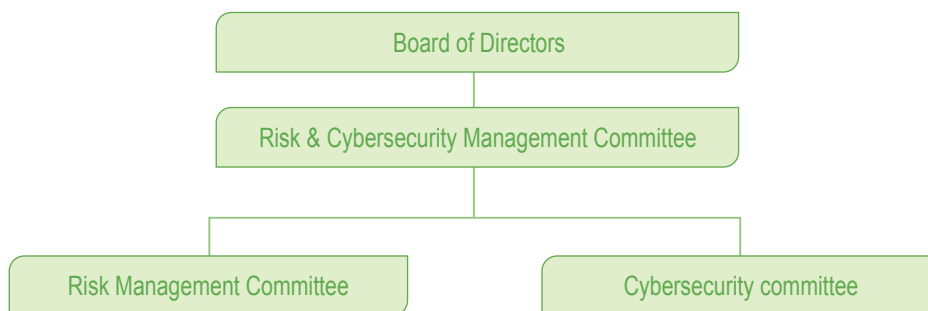 Board of Directors
Risk & Cybersecurity Management Committee
Risk Management Committee
Cybersecurity committee